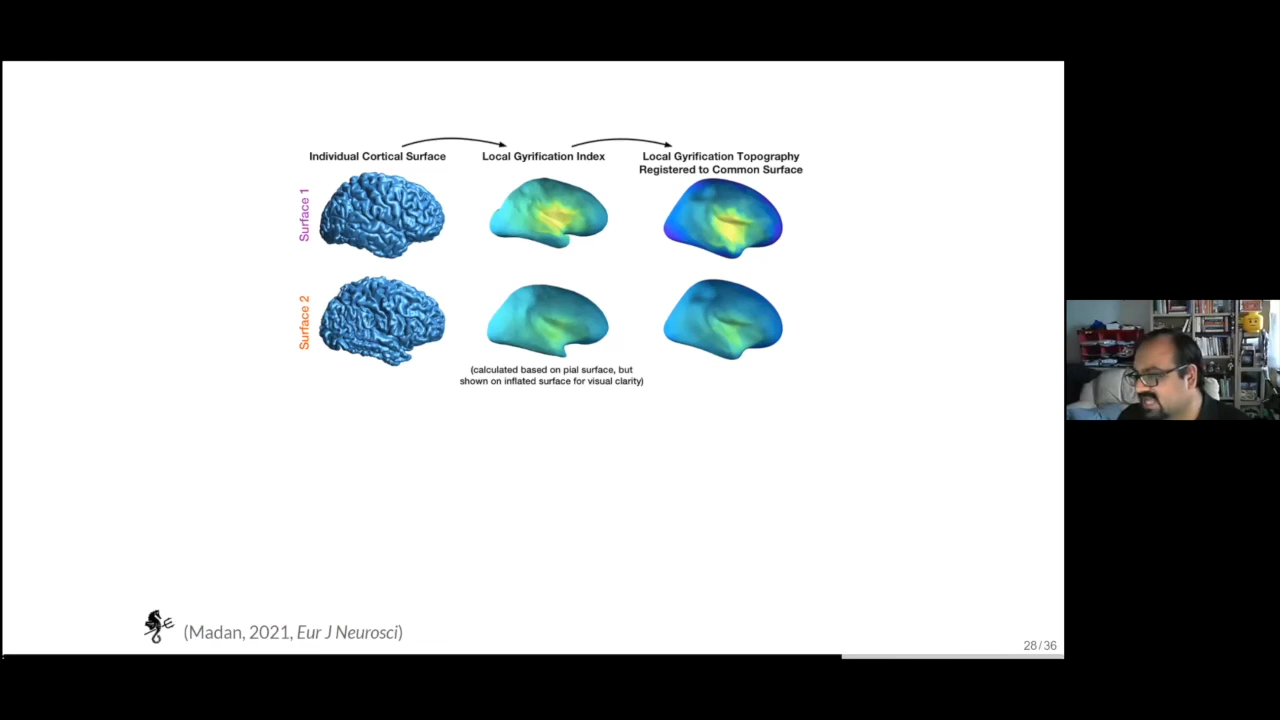 Individual Cortical Surface
Local Gyrification Index
Local Gyrification Topography
Registered to Common Surface
Surface 1
Surface 2
(calculated based on pial surface, but
shown on inflated surface for visual clarity)
(Madan, 2021, Eur J Neurosci)
28/36